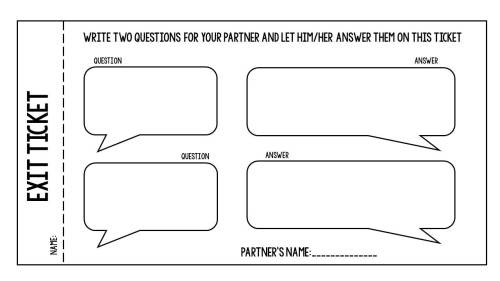 WRITE TWO QUESTIONS FOR YOUR PARTNER AND LET HIM/HER ANSWER THEM ON THIS TICKET
QUESTION
ANSWER
QUESTION
ANSWER
PARTNER'S NAME:______________
EXIT TICKET
NAME: